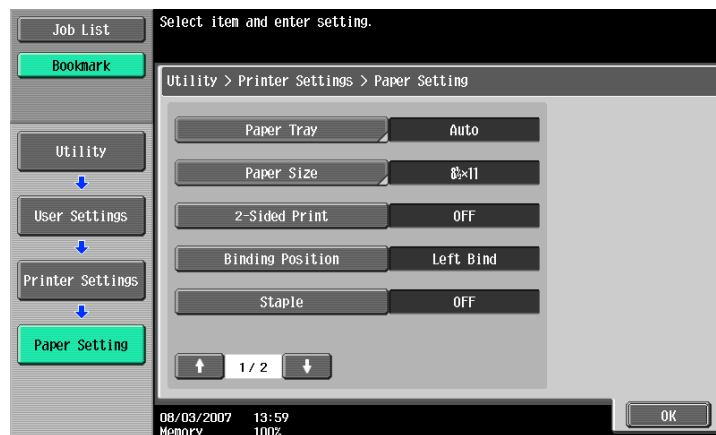 Job List
Bookmark
Select item and enter setting.
Utility > Printer Settings > Paper Setting
Utility
User Settings
Printer Settings
Paper Setting
Paper Tray Auto
Paper Size 8½×11
2-Sided Print OFF
Binding Position Left Bind
Staple OFF
1/ 2
08/03/2007 13:59
Memory 100%
OK